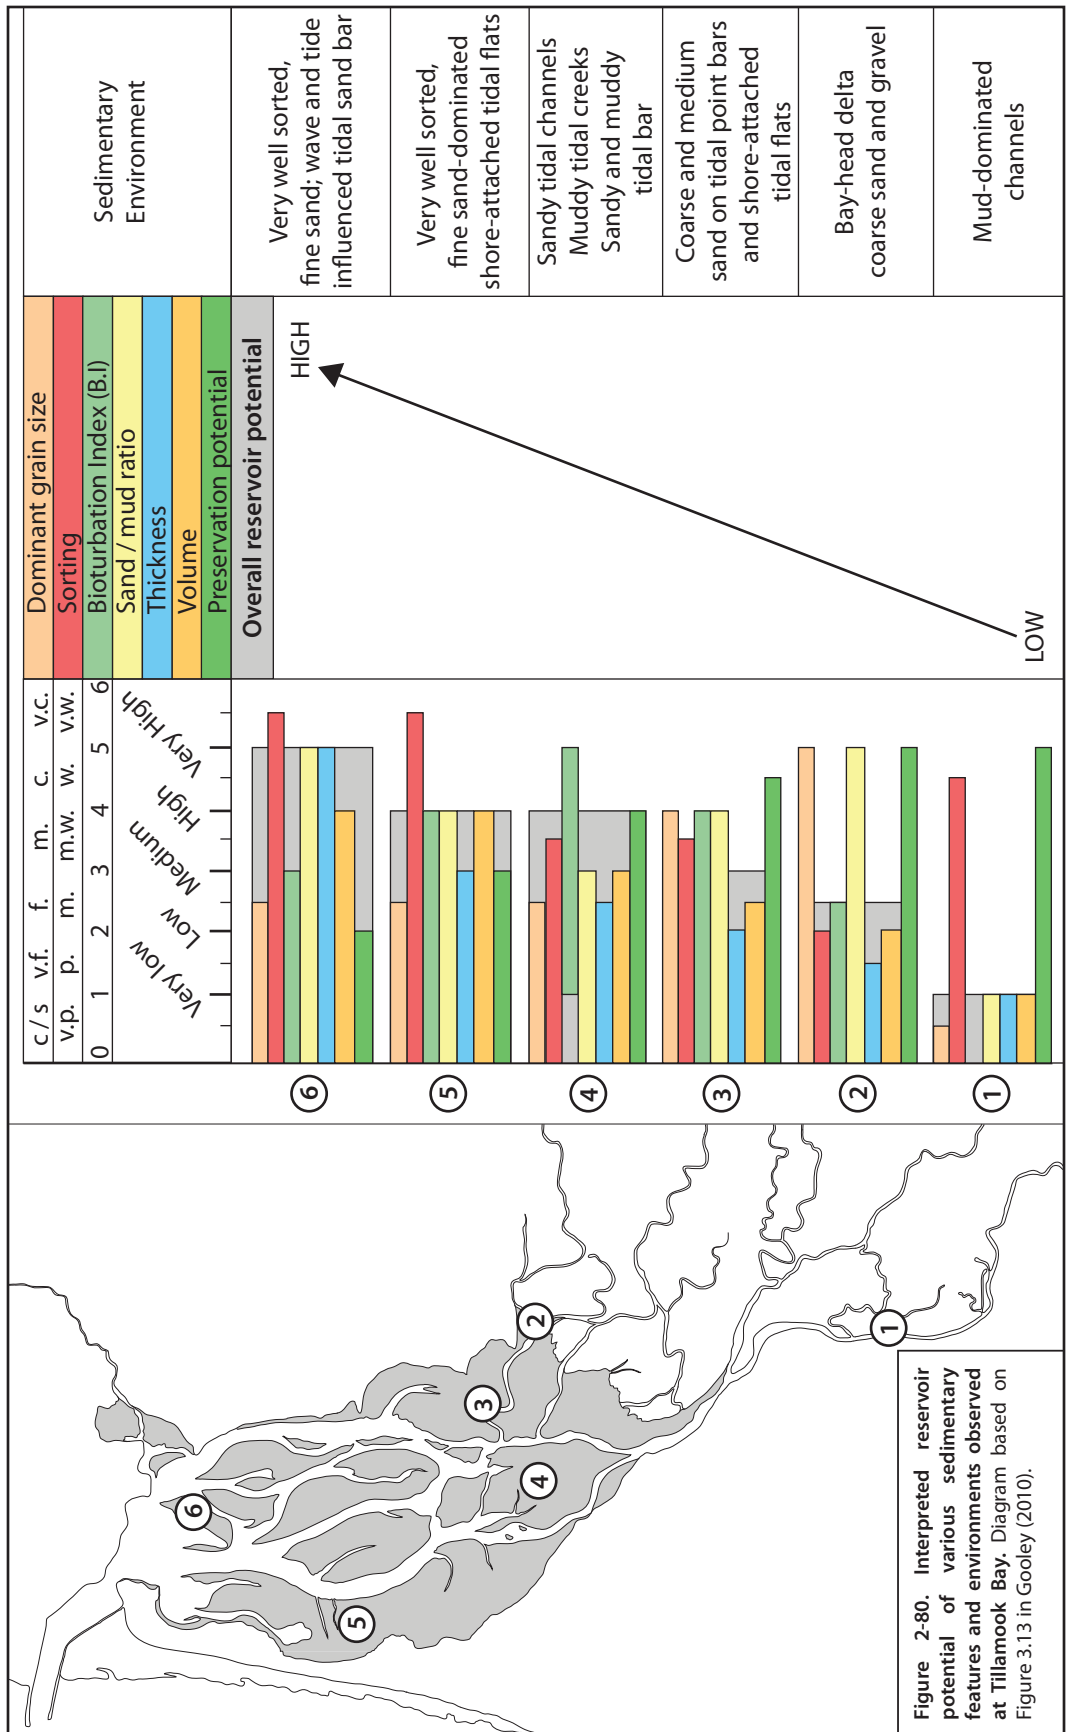 Sedimentary
Environment
Very well sorted,
fine sand; wave and tide
influenced tidal sand bar
Very well sorted,
fine sand-dominated
shore-attached tidal flats
Sandy tidal channels
Muddy tidal creeks
Sandy and muddy
tidal bar
Coarse and medium
sand on tidal point bars
and shore-attached
tidal flats
Bay-head delta
coarse sand and gravel
Mud-dominated
channels
Dominant grain size
Sorting
Bioturbation Index (B.I)
Sand / mud ratio
Thickness
Volume
Preservation potential
Overall reservoir potential
HIGH
LOW
c / s v.f. f. m. c. v.c.
v.p. p. m. m.w. w. v.w.
0 1 2 3 4 5 6
Very low
Low
Medium
High
Very High
6
5
4
3
2
1
6
5
4
3
2
1
Figure 2-80. Interpreted reservoir
potential of various sedimentary
features and environments observed
at Tillamook Bay. Diagram based on
Figure 3.13 in Gooley (2010).